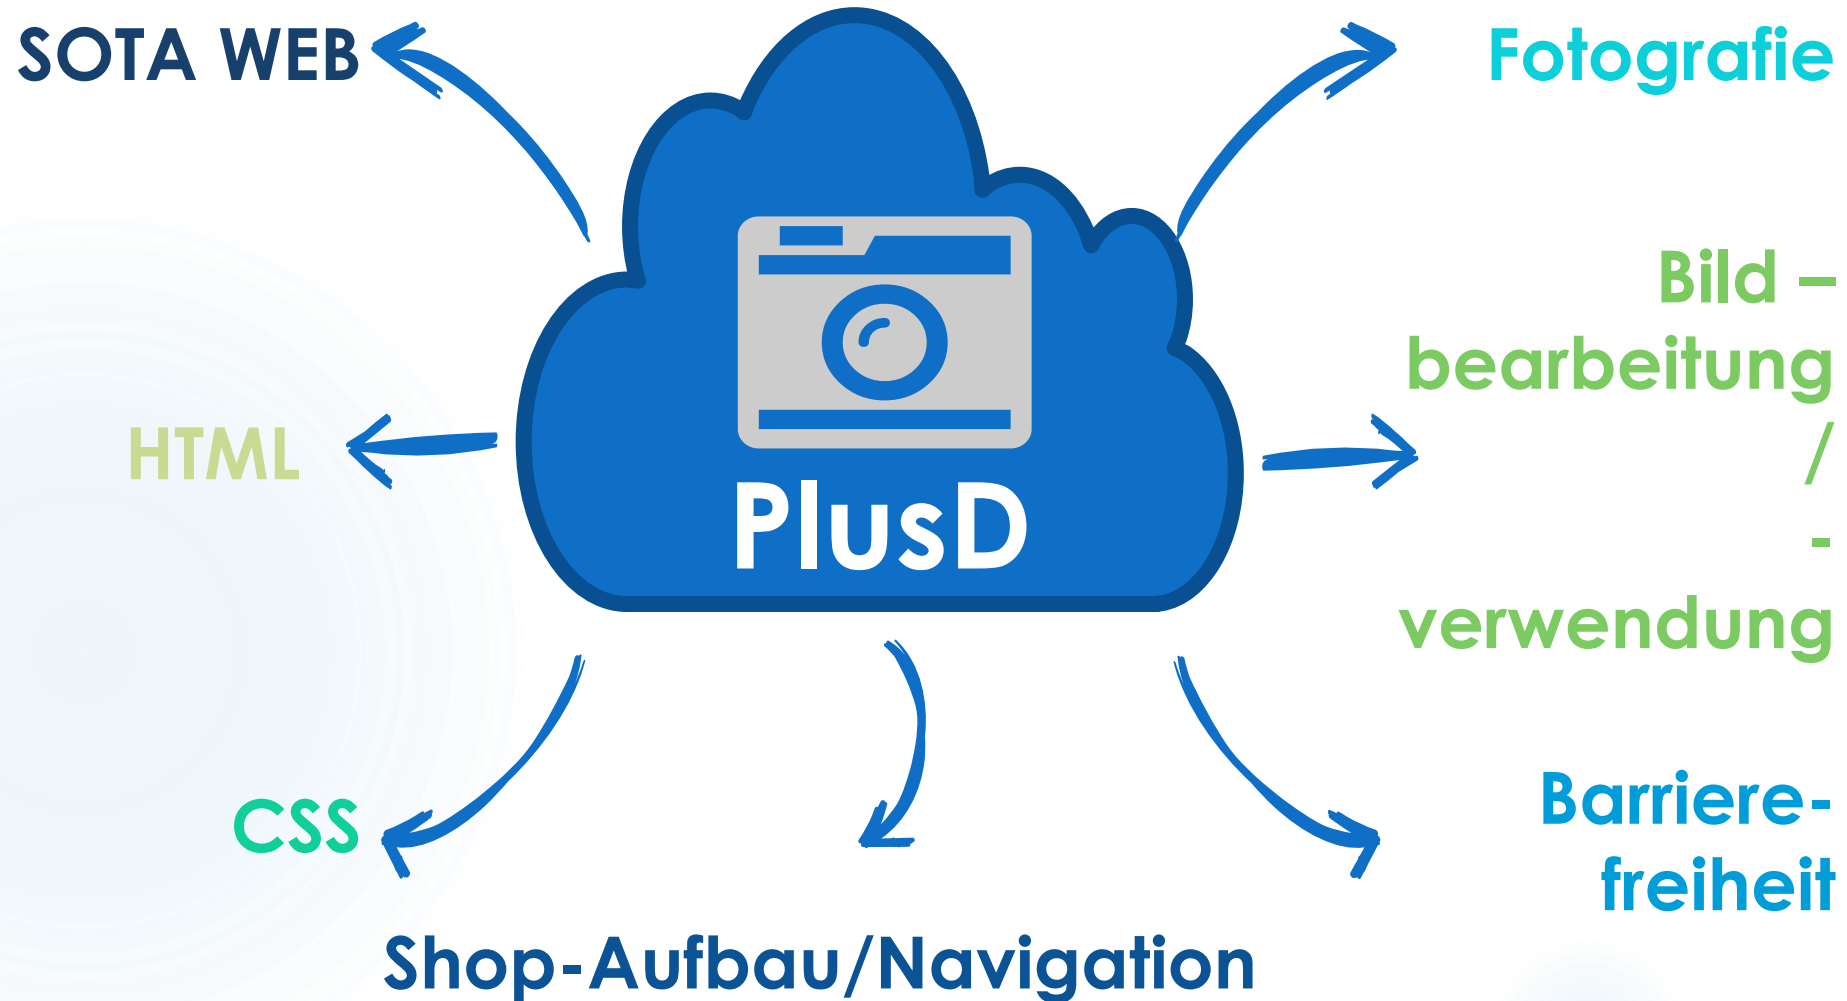 SOTA WEB
Fotografie
Bild –
bearbeitung
/
-
verwendung
HTML
PlusD
CSS
Barriere-
freiheit
Shop-Aufbau/Navigation